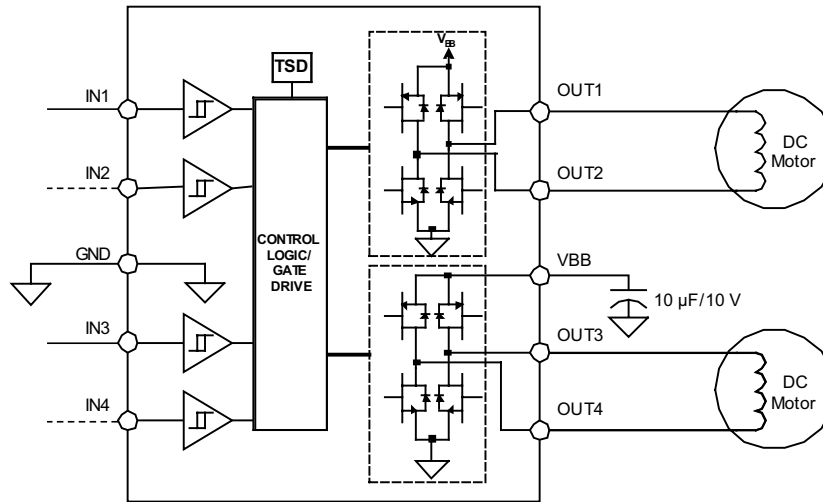 V_BB
TSD
IN1
OUT1
DC
Motor
IN2
OUT2
CONTROL
LOGIC/
GATE
DRIVE
GND
VBB
10 µF/10 V
IN3
OUT3
DC
Motor
IN4
OUT4